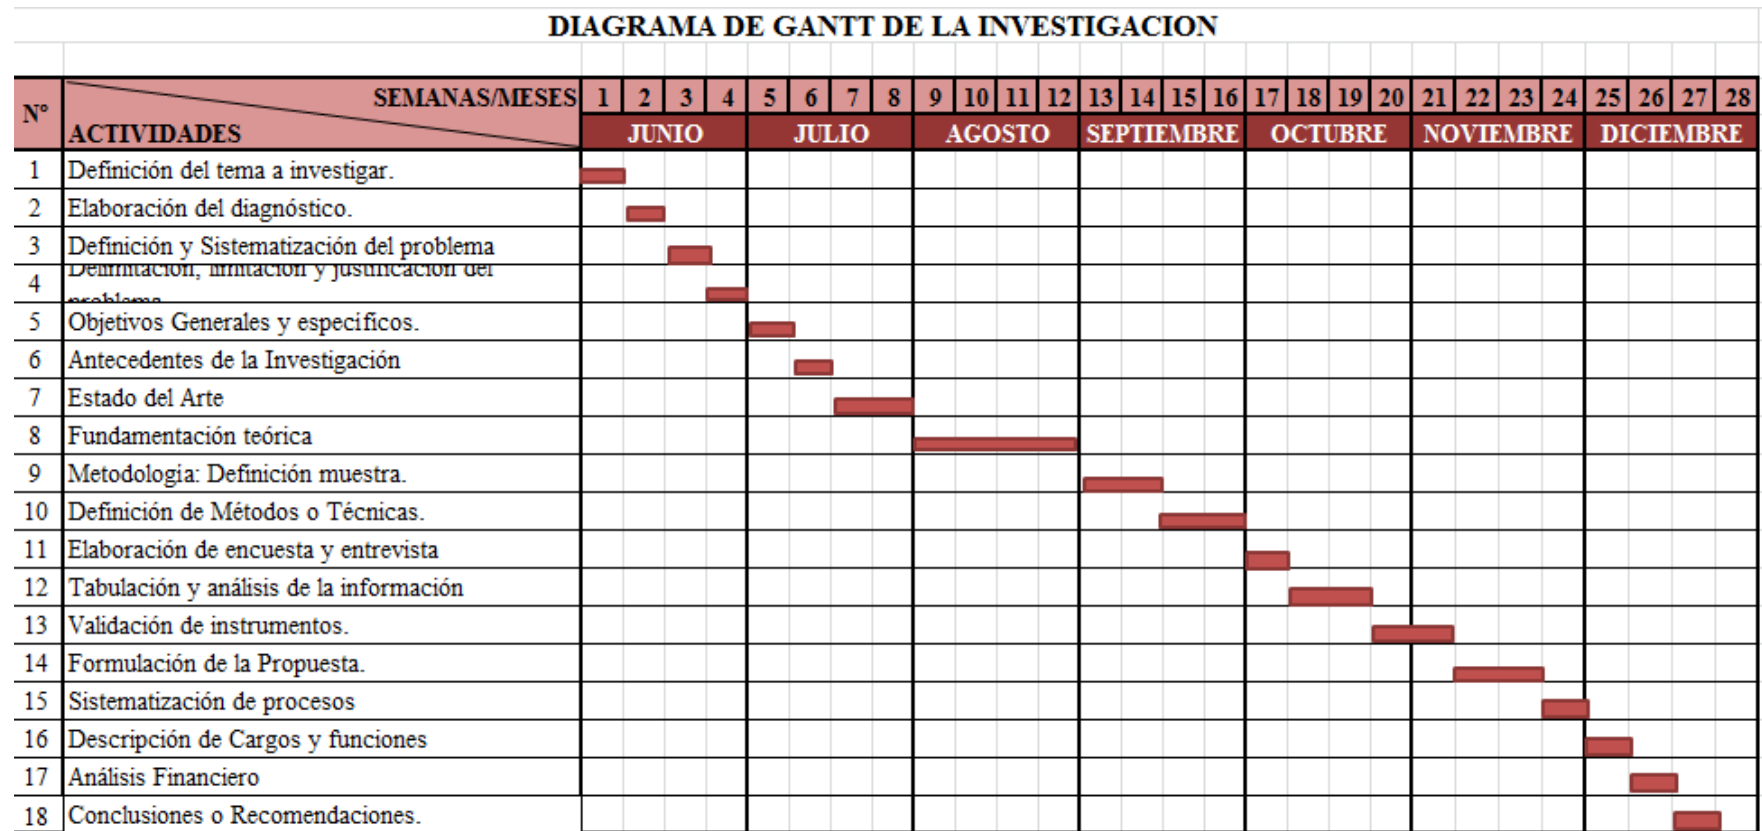 DIAGRAMA DE GANTT DE LA INVESTIGACION
Nº
SEMANAS/MESES
ACTIVIDADES
1 2 3 4 5 6 7 8 9 10 11 12 13 14 15 16 17 18 19 20 21 22 23 24 25 26 27 28
JUNIO JULIO AGOSTO SEPTIEMBRE OCTUBRE NOVIEMBRE DICIEMBRE
1 Definición del tema a investigar.
2 Elaboración del diagnóstico.
3 Definición y Sistematización del problema
4 Delimitación, limitación y justificación del
problema
5 Objetivos Generales y específicos.
6 Antecedentes de la Investigación
7 Estado del Arte
8 Fundamentación teórica
9 Metodologia: Definición muestra.
10 Definición de Métodos o Técnicas.
11 Elaboración de encuesta y entrevista
12 Tabulación y análisis de la información
13 Validación de instrumentos.
14 Formulación de la Propuesta.
15 Sistematización de procesos
16 Descripción de Cargos y funciones
17 Análisis Financiero
18 Conclusiones o Recomendaciones.